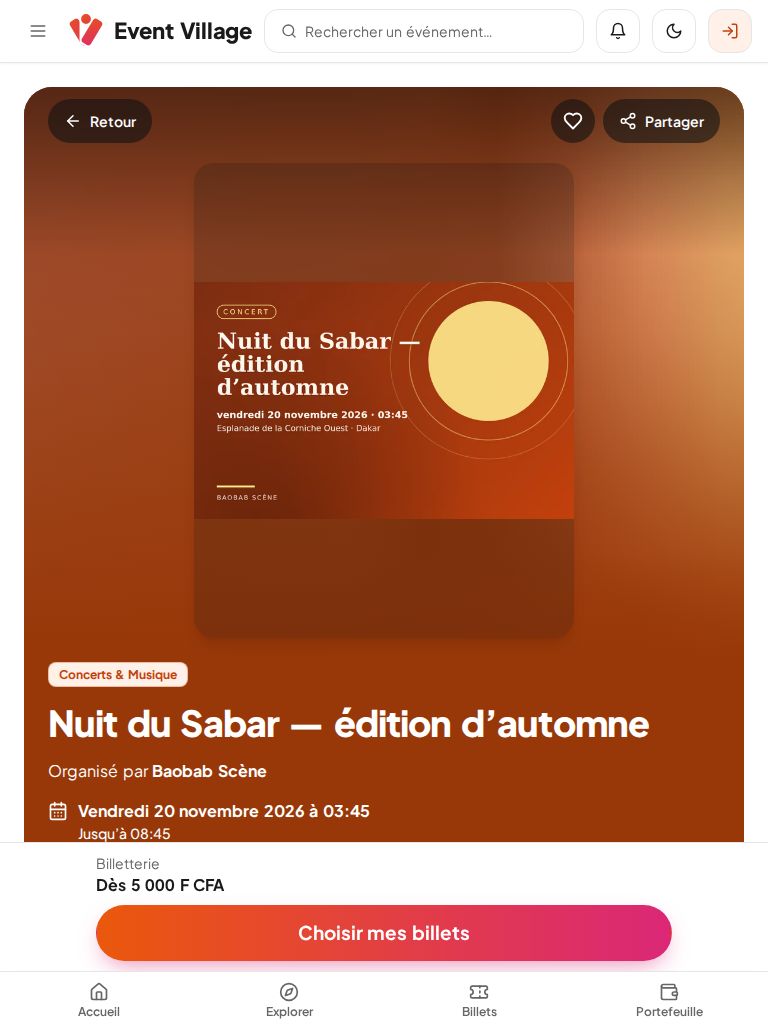 Event Village
Rechercher un événement...
Retour
Partager
CONCERT
Nuit du Sabar —
édition
d’automne
vendredi 20 novembre 2026 · 03:45
Esplanade de la Corniche Ouest · Dakar
BAOBAB SCÈNE
Concerts & Musique
Nuit du Sabar — édition d’automne
Organisé par Baobab Scène
Vendredi 20 novembre 2026 à 03:45
Jusqu’à 08:45
Billetterie
Dès 5 000 F CFA
Choisir mes billets
Accueil
Explorer
Billets
Portefeuille